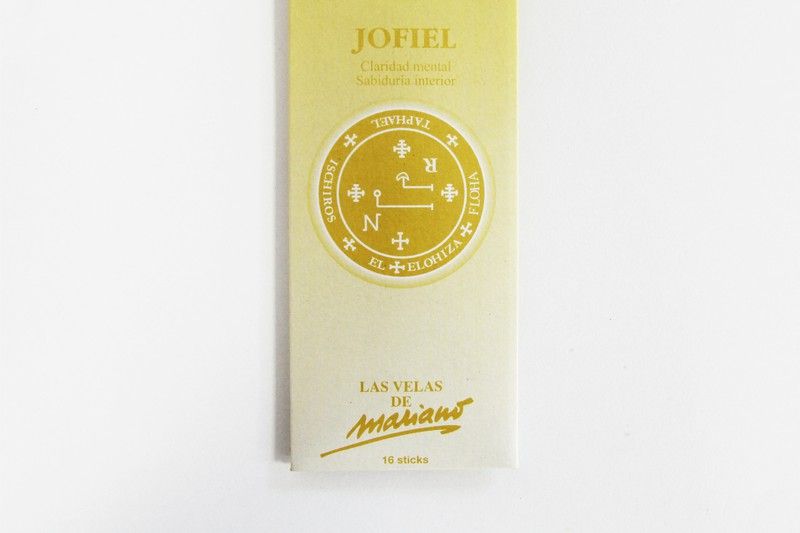 JOFIEL
Claridad mental
Sabiduría interior
TAPHAEL
ISCHIROS
R
FLOHA
N
EL ELOHIZA
LAS VELAS
DE
Mariano
16 sticks